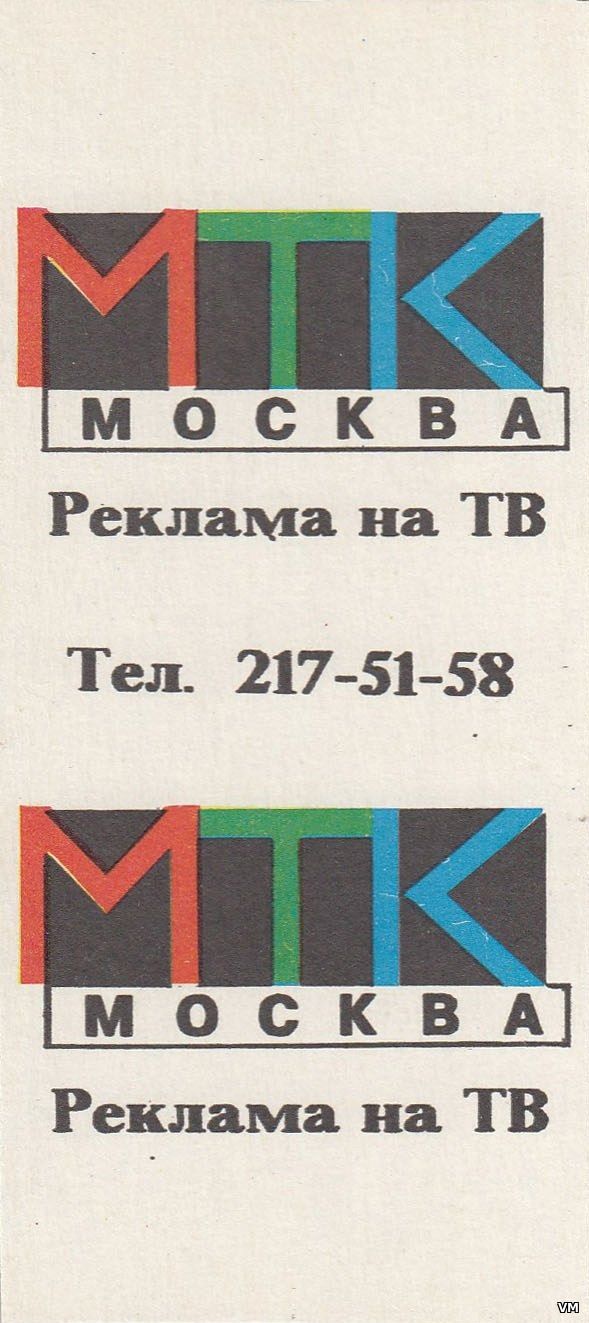 МТК
МОСКВА
Реклама на ТВ
Тел. 217-51-58
МТК
МОСКВА
Реклама на ТВ
VM